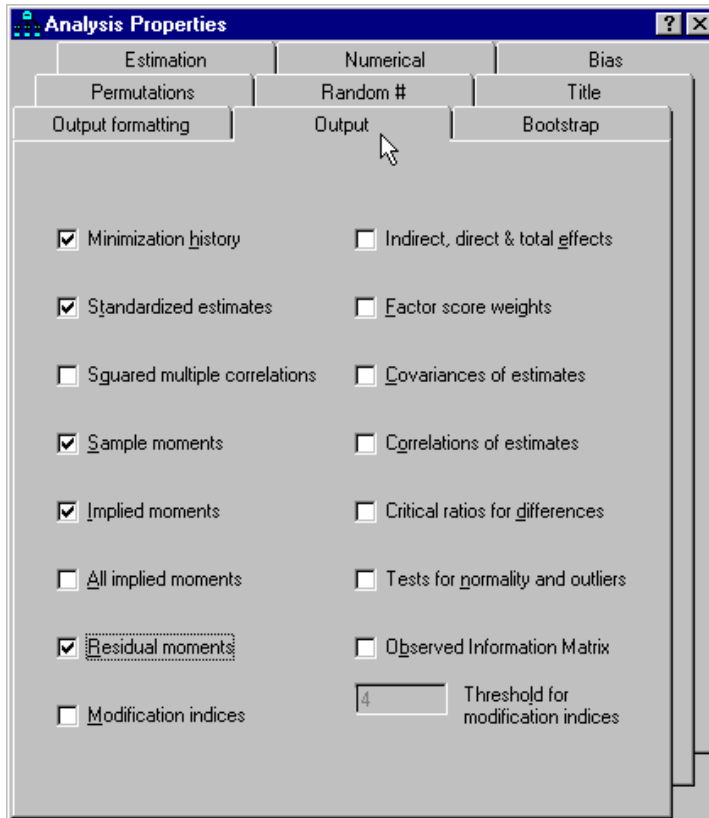 Analysis Properties
Estimation Numerical Bias
Permutations Random # Title
Output formatting Output Bootstrap
Minimization history
Indirect, direct & total effects
Standardized estimates
Factor score weights
Sguared multiple correlations
Covariances of estimates
Sample moments
Correlations of estimates
Implied moments
Critical ratios for differences
All implied moments
Tests for normality and outliers
Residual moments
Observed Information Matrix
Modification indices
4
Threshold for
modification indices